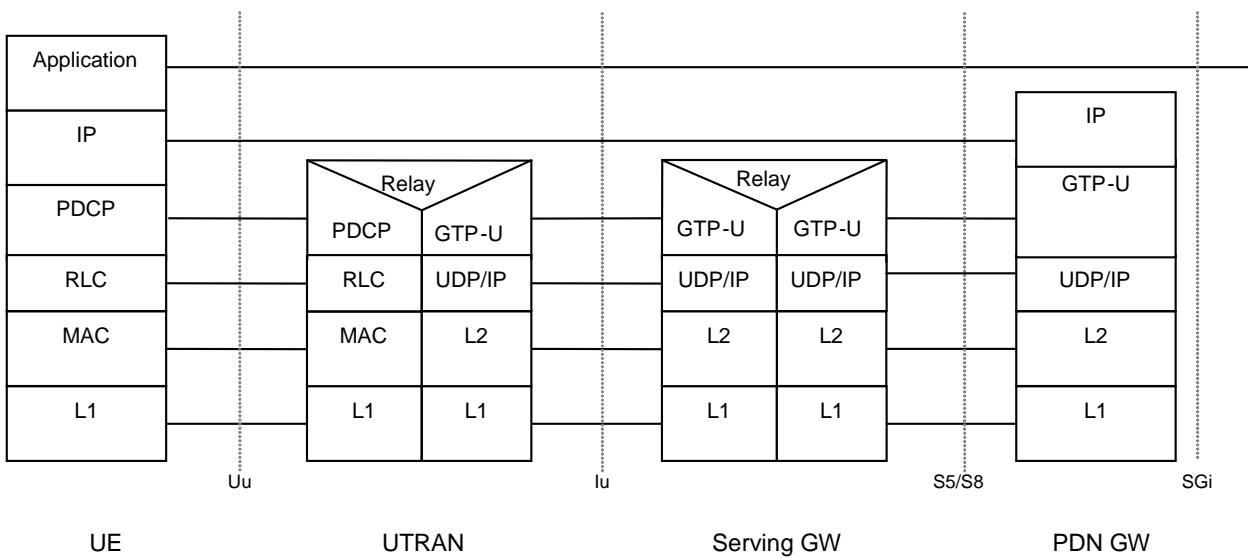 Application
IP
IP
Relay
Relay
GTP-U
PDCP
PDCP
GTP-U
GTP-U
GTP-U
RLC
RLC
UDP/IP
UDP/IP
UDP/IP
UDP/IP
MAC
MAC
L2
L2
L2
L2
L1
L1
L1
L1
L1
L1
Uu
Iu
S5/S8
SGi
UE
UTRAN
Serving GW
PDN GW